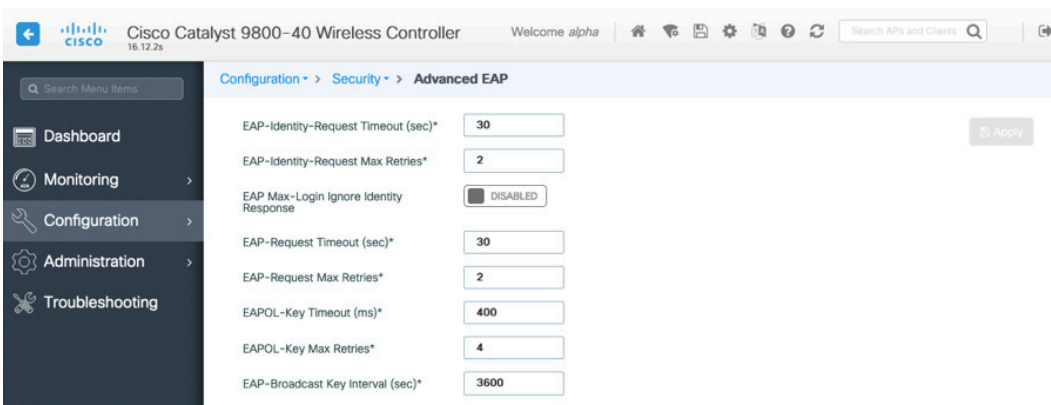 CISCO
Cisco Catalyst 9800-40 Wireless Controller
16.12.2s
Welcome alpha
Search APs and Clients
Search Menu Items
Dashboard
Monitoring
Configuration
Administration
Troubleshooting
Configuration > Security > Advanced EAP
EAP-Identity-Request Timeout (sec)* 30
Apply
EAP-Identity-Request Max Retries* 2
EAP Max-Login Ignore Identity
Response
DISABLED
EAP-Request Timeout (sec)* 30
EAP-Request Max Retries* 2
EAPOL-Key Timeout (ms)* 400
EAPOL-Key Max Retries* 4
EAP-Broadcast Key Interval (sec)* 3600